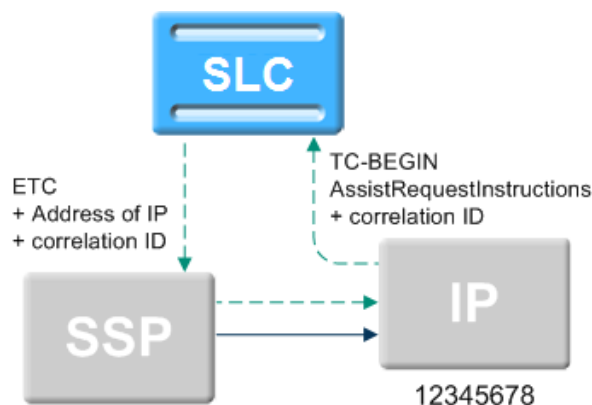 SLC
ETC
+ Address of IP
+ correlation ID
TC-BEGIN
AssistRequestInstructions
+ correlation ID
SSP
IP
12345678